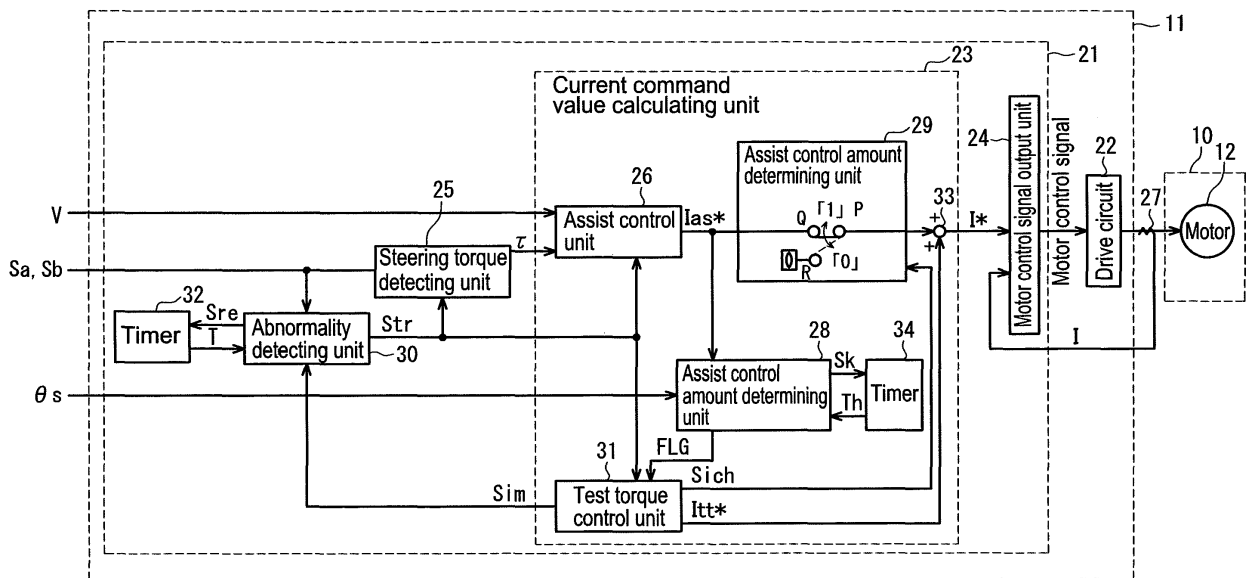 11
21
23
Current command
value calculating unit
29
Assist control amount
determining unit
「1」 P
Q
「0」
0
R
33
+
+
I*
24
Motor control signal output unit
Motor control signal
22
Drive circuit
27
10
12
Motor
I
V
26
Assist control
unit
Ias*
25
Steering torque
detecting unit
τ
Sa, Sb
32
Timer
Sre
T
Abnormality
detecting unit
30
Str
28
Assist control
amount determining
unit
Sk
Th
34
Timer
θs
FLG
31
Test torque
control unit
Sim
Sich
Itt*